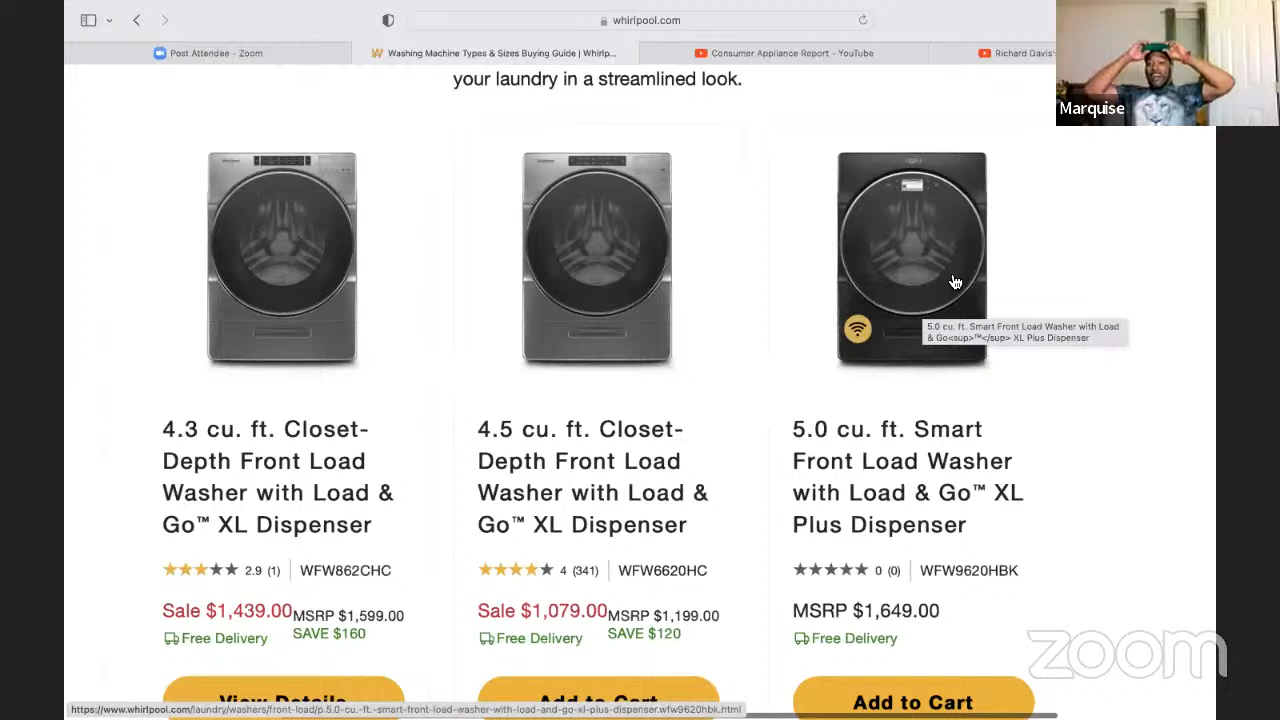 whirlpool.com
Post Attendee - Zoom
Washing Machine Types & Sizes Buying Guide | Whirlp...
Consumer Appliance Report - YouTube
Richard Davis'
your laundry in a streamlined look.
Marquise
5.0 cu. ft. Smart Front Load Washer with Load
& Go<sup>™</sup> XL Plus Dispenser
4.3 cu. ft. Closet-
Depth Front Load
Washer with Load &
Go™ XL Dispenser
2.9 (1)
WFW862CHC
Sale $1,439.00
MSRP $1,599.00
SAVE $160
Free Delivery
View Details
4.5 cu. ft. Closet-
Depth Front Load
Washer with Load &
Go™ XL Dispenser
4 (341)
WFW6620HC
Sale $1,079.00
MSRP $1,199.00
SAVE $120
Free Delivery
Add to Cart
5.0 cu. ft. Smart
Front Load Washer
with Load & Go™ XL
Plus Dispenser
0 (0)
WFW9620HBK
MSRP $1,649.00
Free Delivery
Add to Cart
zoom
https://www.whirlpool.com/laundry/washers/front-load/p.5.0-cu.-ft.-smart-front-load-washer-with-load-and-go-xl-plus-dispenser.wfw9620hbk.html